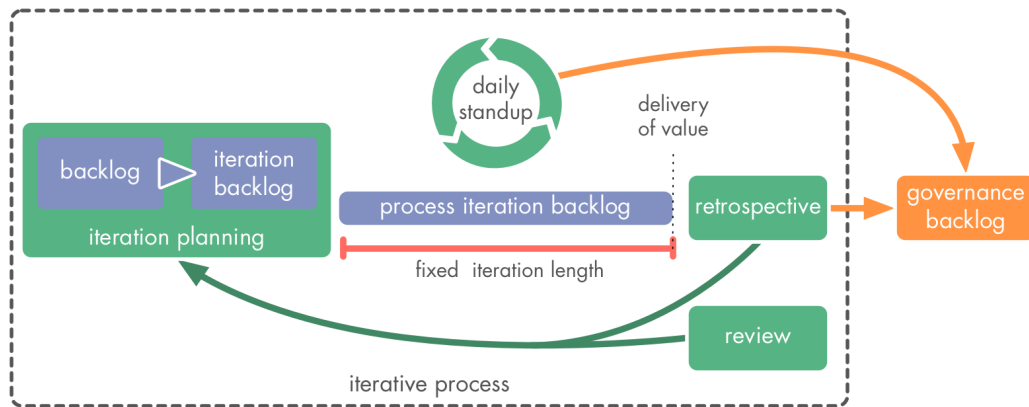 daily
standup
delivery
of value
backlog
iteration
backlog
iteration planning
process iteration backlog
retrospective
governance
backlog
fixed iteration length
review
iterative process